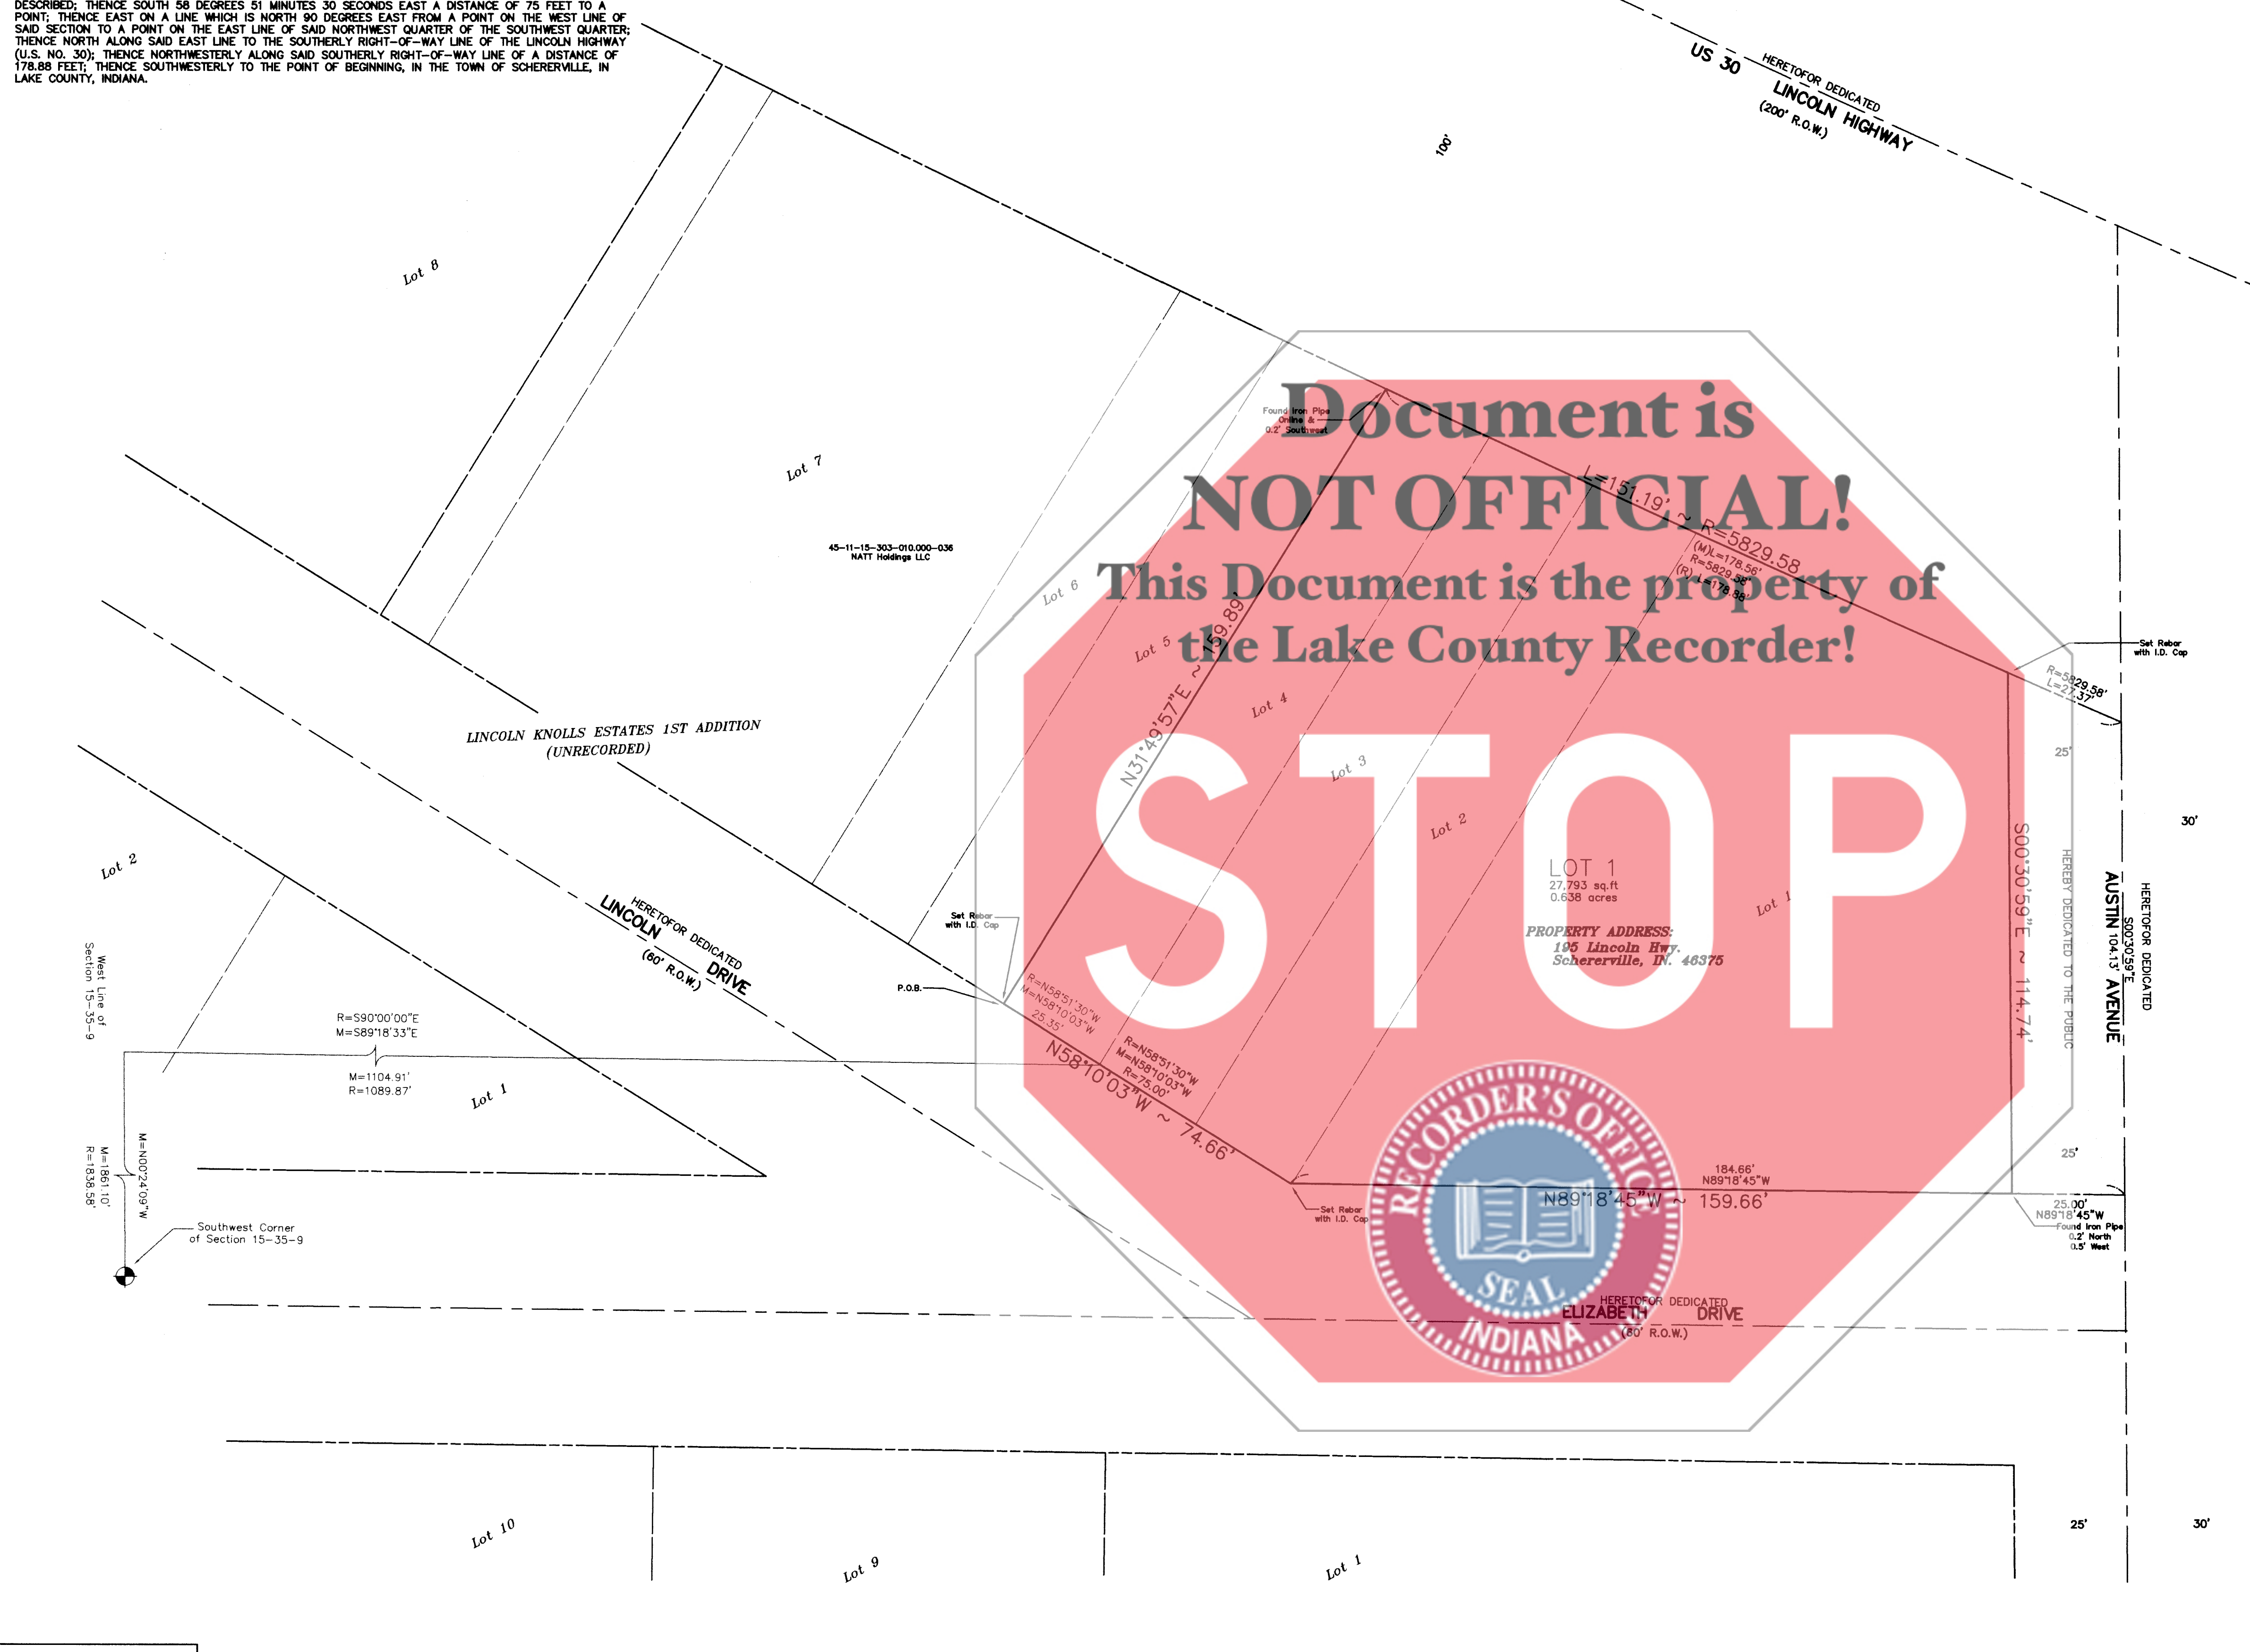 DESCRIBED; THENCE SOUTH 58 DEGREES 51 MINUTES 30 SECONDS EAST A DISTANCE OF 75 FEET TO A
POINT; THENCE EAST ON A LINE WHICH IS NORTH 90 DEGREES EAST FROM A POINT ON THE WEST LINE OF
SAID SECTION TO A POINT ON THE EAST LINE OF SAID NORTHWEST QUARTER OF THE SOUTHWEST QUARTER;
THENCE NORTH ALONG SAID EAST LINE TO THE SOUTHERLY RIGHT-OF-WAY LINE OF THE LINCOLN HIGHWAY
(U.S. NO. 30); THENCE NORTHWESTERLY ALONG SAID SOUTHERLY RIGHT-OF-WAY LINE OF A DISTANCE OF
178.88 FEET; THENCE SOUTHWESTERLY TO THE POINT OF BEGINNING, IN THE TOWN OF SCHERERVILLE, IN
LAKE COUNTY, INDIANA.
US 30
HERETOFOR DEDICATED
LINCOLN HIGHWAY
(200' R.O.W.)
100'
Lot 8
Lot 7
45-11-15-303-010.000-036
NATT Holdings LLC
Found Iron Pipe
Online &
0.2' Southwest
Document is
NOT OFFICIAL!
This Document is the property of
the Lake County Recorder!
STOP
L=151.19' ~ R=5829.58
(M)L=178.56'
R=5829.58'
(R) L=178.88'
Set Rebar
with I.D. Cap
R=5829.58'
L=27.37'
Lot 6
Lot 5
Lot 4
Lot 3
Lot 2
Lot 1
N31°49'57"E ~ 159.89'
25'
30'
LINCOLN KNOLLS ESTATES 1ST ADDITION
(UNRECORDED)
LOT 1
27,793 sq.ft
0.638 acres
PROPERTY ADDRESS:
195 Lincoln Hwy.
Schererville, IN. 46375
S00°30'59"E ~ 114.74'
HEREBY DEDICATED TO THE PUBLIC
AUSTIN 104.13' AVENUE
S00°30'59"E
HERETOFOR DEDICATED
Lot 2
HERETOFOR DEDICATED
LINCOLN DRIVE
(60' R.O.W.)
Set Rebar
with I.D. Cap
P.O.B.
West Line of
Section 15-35-9
R=S90°00'00"E
M=S89°18'33"E
M=1104.91'
R=1089.87'
Lot 1
R=N58°51'30"W
M=N58°10'03"W
25.35'
R=N58°51'30"W
M=N58°10'03"W
R=75.00'
N58°10'03"W ~ 74.66'
M=N00°24'09"W
M=1861.10'
R=1838.58'
Southwest Corner
of Section 15-35-9
Set Rebar
with I.D. Cap
184.66'
N89°18'45"W
N89°18'45"W ~ 159.66'
25'
25.00'
N89°18'45"W
Found Iron Pipe
0.2' North
0.5' West
RECORDER'S OFFICE
SEAL
INDIANA
HERETOFOR DEDICATED
ELIZABETH DRIVE
(60' R.O.W.)
Lot 10
Lot 9
Lot 1
25'
30'